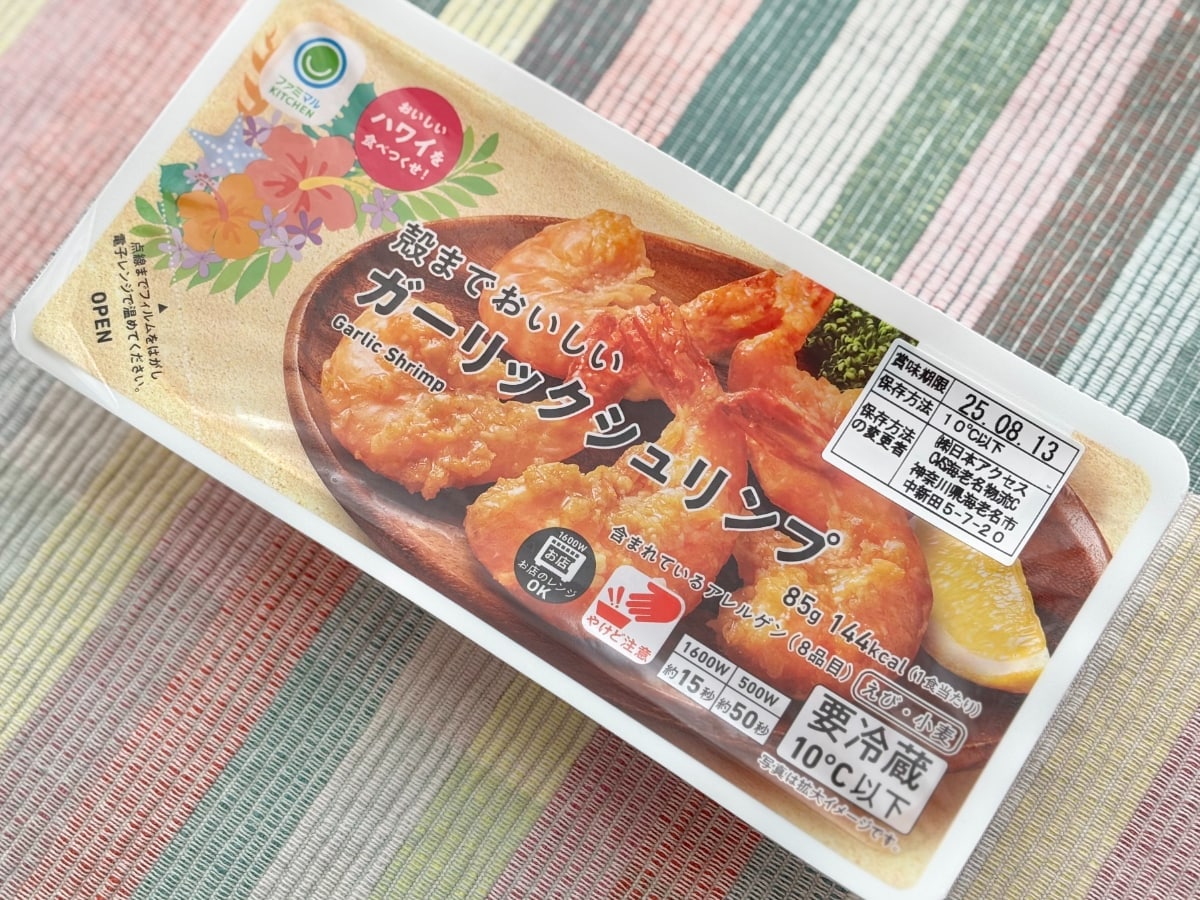 ファミマル
KITCHEN
おいしい
ハワイを
食べつくせ!
点線までフィルムをはがし
電子レンジで温めてください。
OPEN
殻までおいしい
ガーリックシュリンプ
Garlic Shrimp
賞味期限 25.08.13
保存方法 10℃以下
保存方法の変更者
㈱日本アクセス
CVS海老名物流C
神奈川県海老名市
中新田5-7-20
1600W
お店
お店のレンジ
OK
やけど注意
85g 144kcal (1食当たり)
含まれているアレルゲン(8品目) えび・小麦
1600W 500W
約15秒 約50秒
要冷蔵
10℃以下
写真は拡大イメージです。